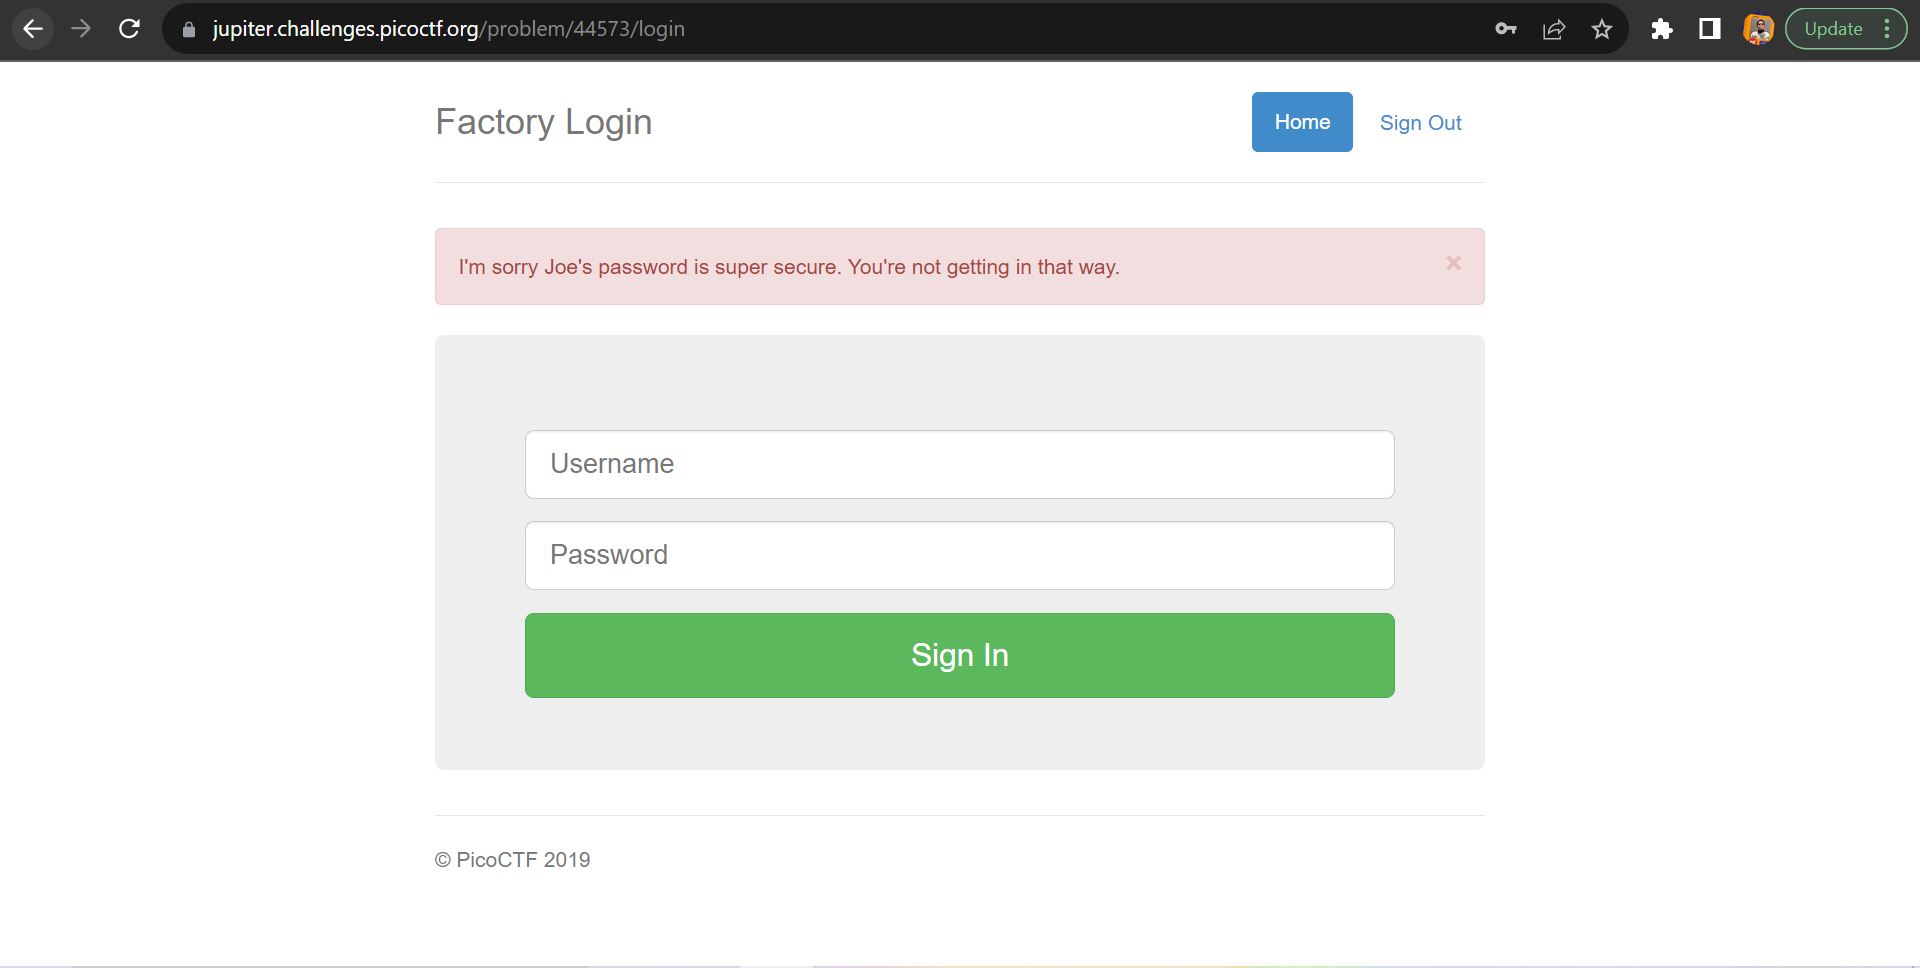 jupiter.challenges.picoctf.org/problem/44573/login
Update
Factory Login
Home
Sign Out
I'm sorry Joe's password is super secure. You're not getting in that way.
×
Username
Password
Sign In
© PicoCTF 2019